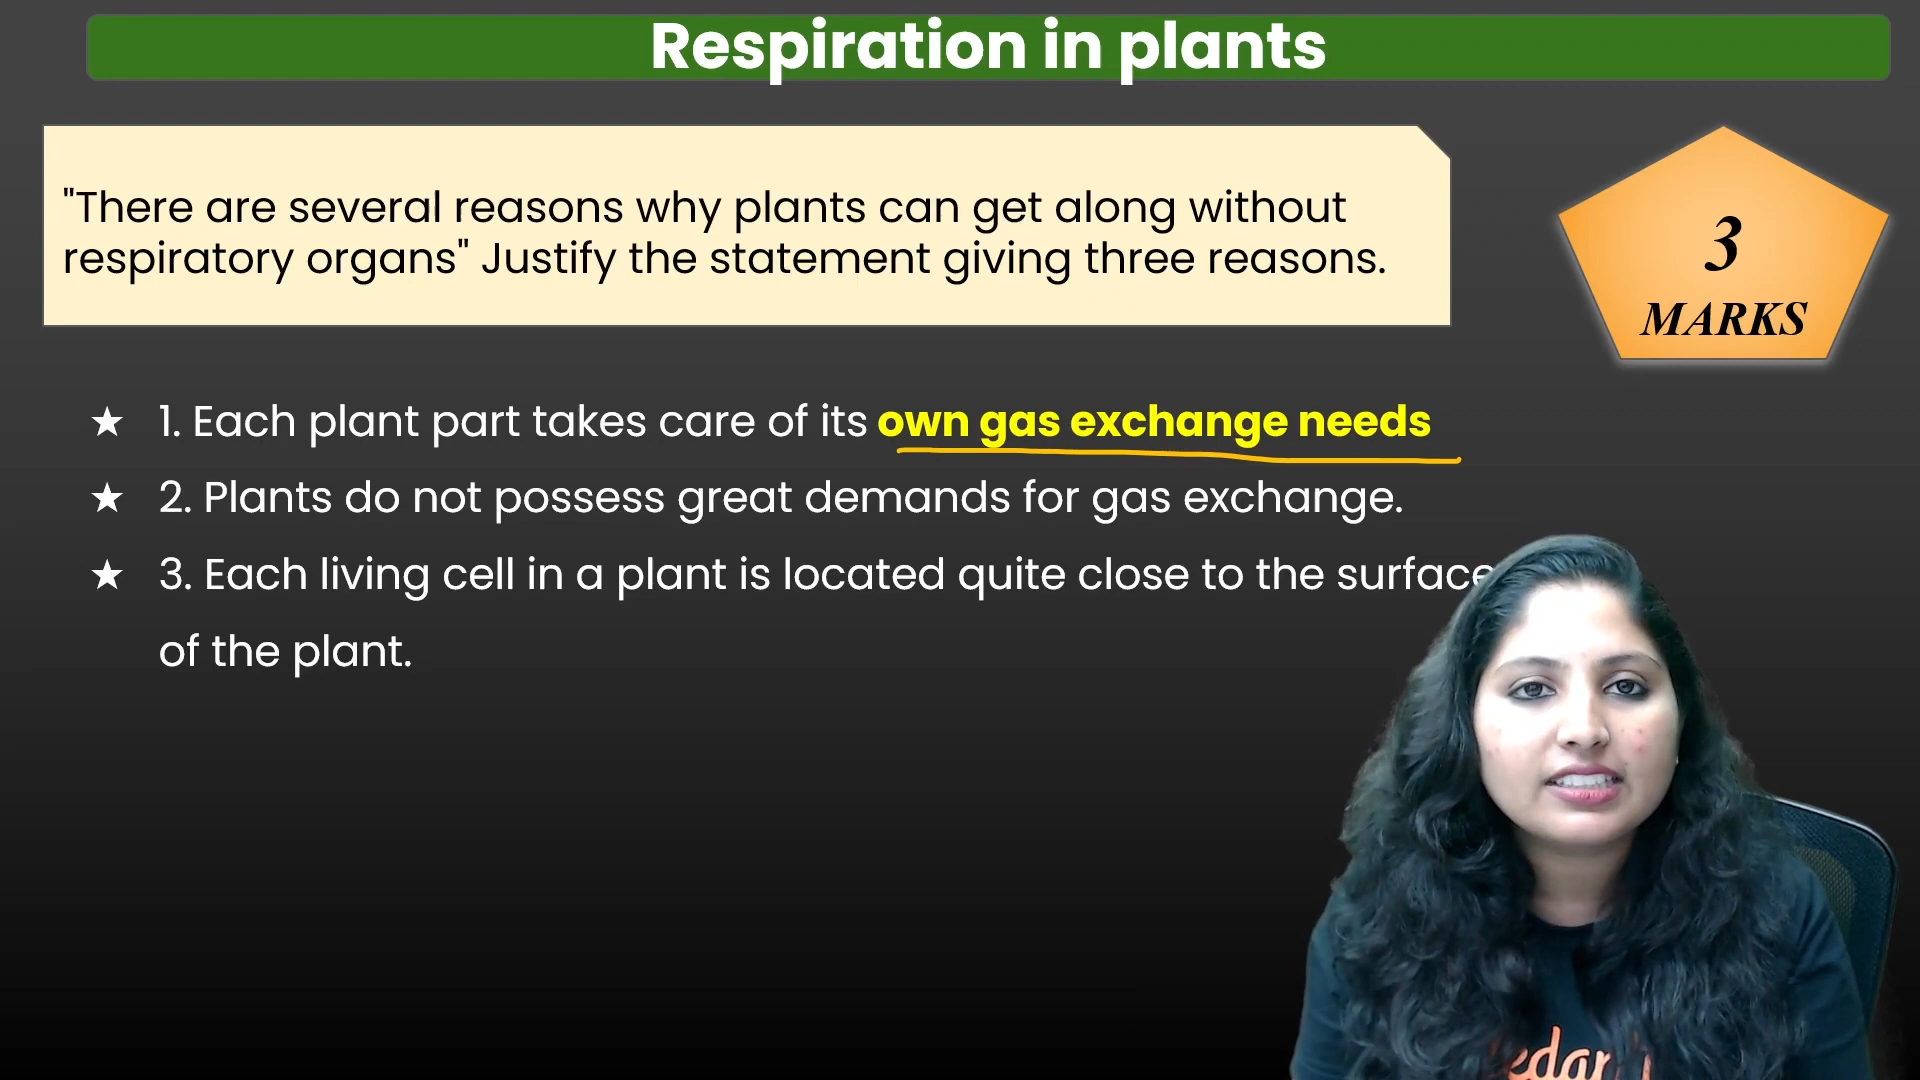 Respiration in plants
"There are several reasons why plants can get along without
respiratory organs" Justify the statement giving three reasons.
3
MARKS
★ 1. Each plant part takes care of its own gas exchange needs
★ 2. Plants do not possess great demands for gas exchange.
★ 3. Each living cell in a plant is located quite close to the surface
of the plant.